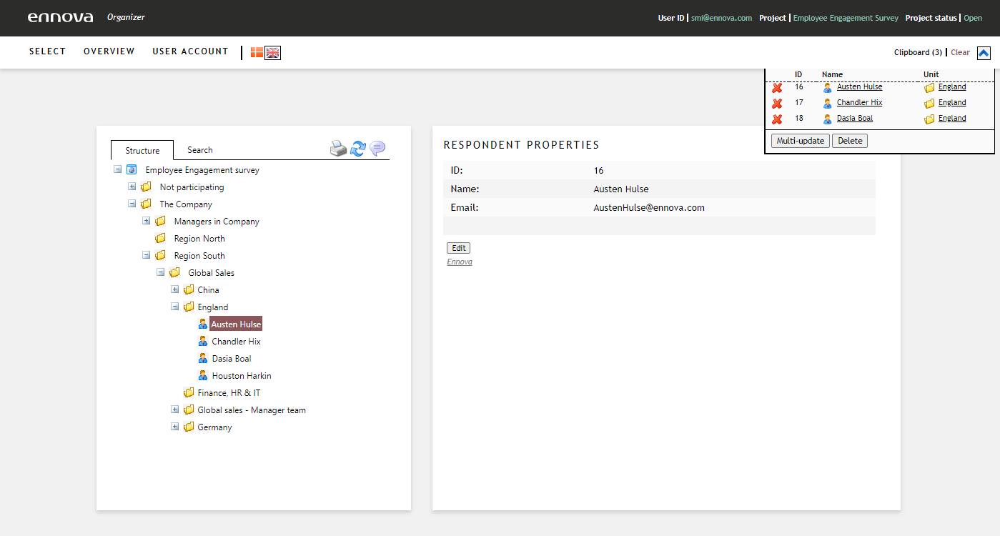 ennova Organizer User ID | smi@ennova.com Project | Employee Engagement Survey Project status | Open
SELECT OVERVIEW USER ACCOUNT | Clipboard (3) | Clear
ID Name Unit
16 Austen Hulse England
17 Chandler Hix England
18 Dasia Boal England
Multi-update Delete
Structure Search
Employee Engagement survey
Not participating
The Company
Managers in Company
Region North
Region South
Global Sales
China
England
Austen Hulse
Chandler Hix
Dasia Boal
Houston Harkin
Finance, HR & IT
Global sales - Manager team
Germany
RESPONDENT PROPERTIES
ID: 16
Name: Austen Hulse
Email: AustenHulse@ennova.com
Edit
Ennova